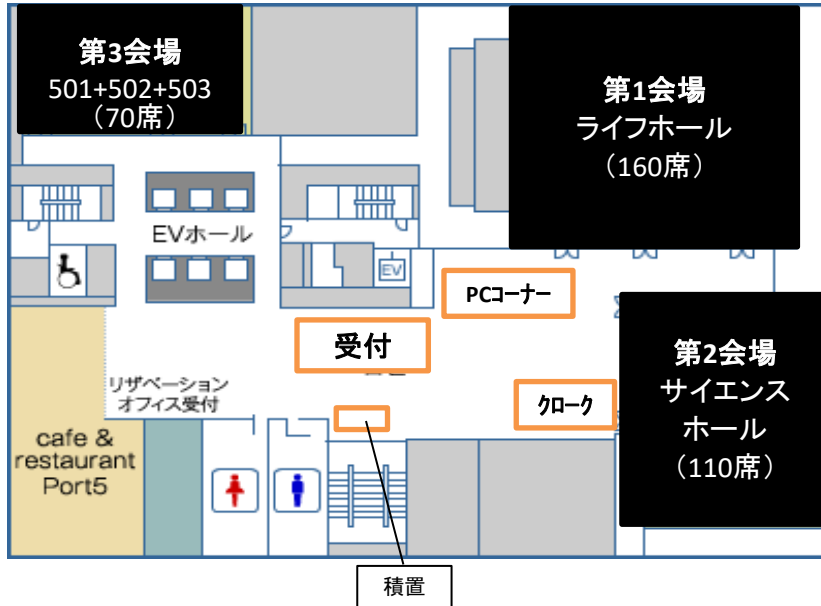 第3会場
501+502+503
（70席）
第1会場
ライフホール
（160席）
EVホール
EV
PCコーナー
受付
第2会場
サイエンス
ホール
（110席）
リザベーション
オフィス受付
クローク
cafe &
restaurant
Port5
積置